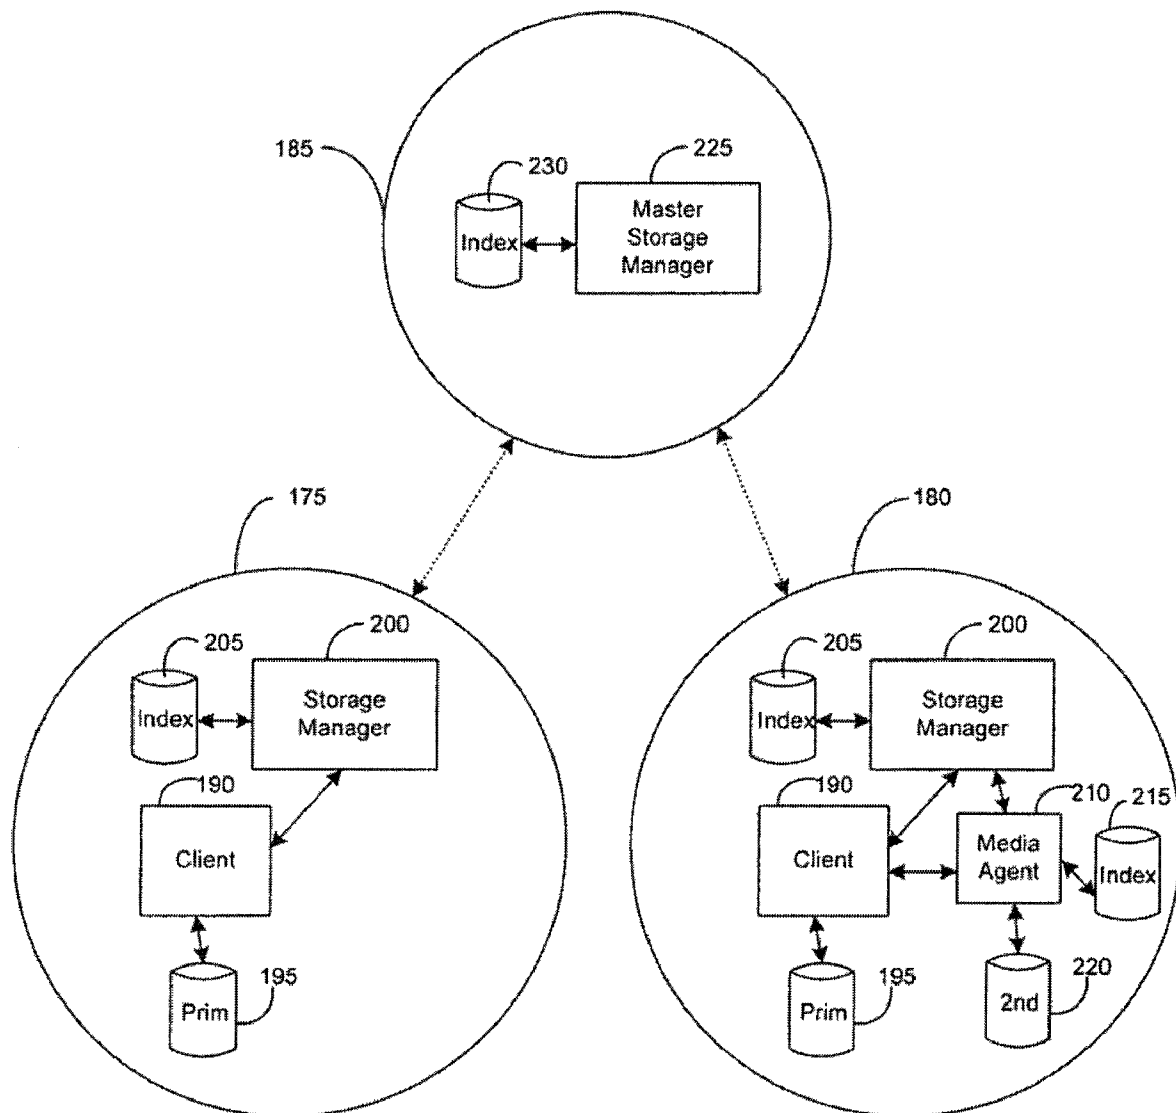 185
230
225
Index
Master
Storage
Manager
175
180
205
200
Index
Storage
Manager
190
Client
Prim
195
205
200
Index
Storage
Manager
190
210
215
Client
Media
Agent
Index
Prim
195
2nd
220